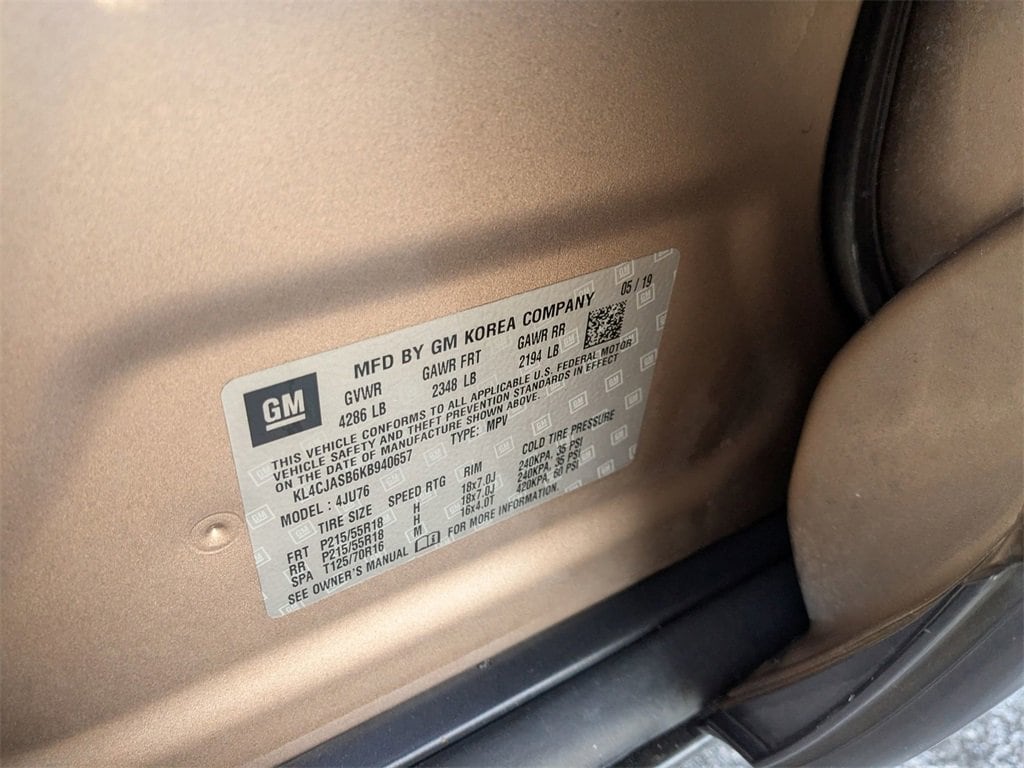 GM
MFD BY GM KOREA COMPANY 05 / 19
GVWR GAWR FRT GAWR RR
4286 LB 2348 LB 2194 LB
THIS VEHICLE CONFORMS TO ALL APPLICABLE U.S. FEDERAL MOTOR
VEHICLE SAFETY AND THEFT PREVENTION STANDARDS IN EFFECT
ON THE DATE OF MANUFACTURE SHOWN ABOVE.
KL4CJASB6KB940657 TYPE: MPV
MODEL : 4JU76
TIRE SIZE SPEED RTG RIM COLD TIRE PRESSURE
FRT P215/55R18 H 18x7.0J 240KPA, 35 PSI
RR P215/55R18 H 18x7.0J 240KPA, 35 PSI
SPA T125/70R16 M 16x4.0T 420KPA, 60 PSI
SEE OWNER'S MANUAL FOR MORE INFORMATION.